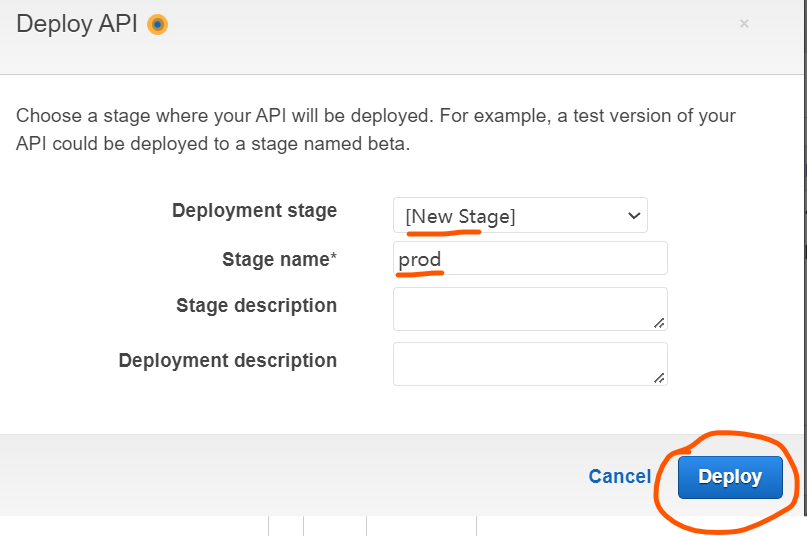 Deploy API
×
Choose a stage where your API will be deployed. For example, a test version of your
API could be deployed to a stage named beta.
Deployment stage [New Stage]
Stage name* prod
Stage description
Deployment description
Cancel Deploy